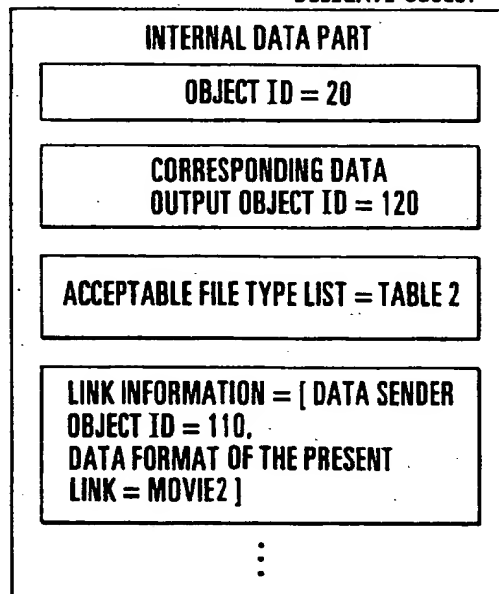 INTERNAL DATA PART
OBJECT ID = 20
CORRESPONDING DATA
OUTPUT OBJECT ID = 120
ACCEPTABLE FILE TYPE LIST = TABLE 2
LINK INFORMATION = [ DATA SENDER
OBJECT ID = 110,
DATA FORMAT OF THE PRESENT
LINK = MOVIE2 ]